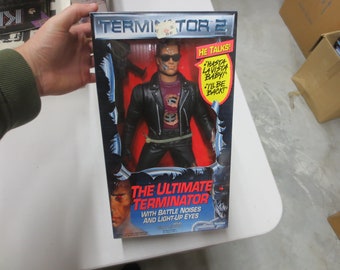 TERMINATOR 2
HE TALKS!
"HASTA
LA VISTA
BABY!"
"I'LL BE
BACK!"
THE ULTIMATE
TERMINATOR
WITH BATTLE NOISES
AND LIGHT-UP EYES